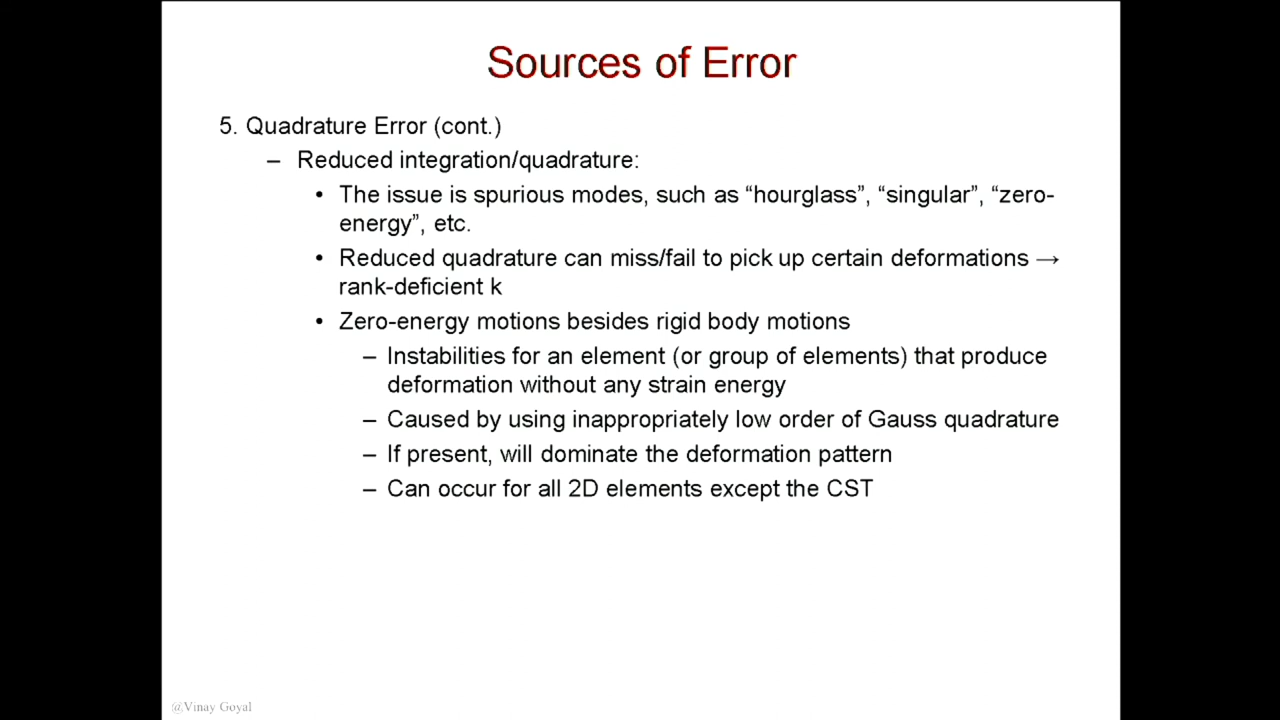 Sources of Error
5. Quadrature Error (cont.)
– Reduced integration/quadrature:
• The issue is spurious modes, such as “hourglass”, “singular”, “zero-
energy”, etc.
• Reduced quadrature can miss/fail to pick up certain deformations →
rank-deficient k
• Zero-energy motions besides rigid body motions
– Instabilities for an element (or group of elements) that produce
deformation without any strain energy
– Caused by using inappropriately low order of Gauss quadrature
– If present, will dominate the deformation pattern
– Can occur for all 2D elements except the CST
@Vinay Goyal